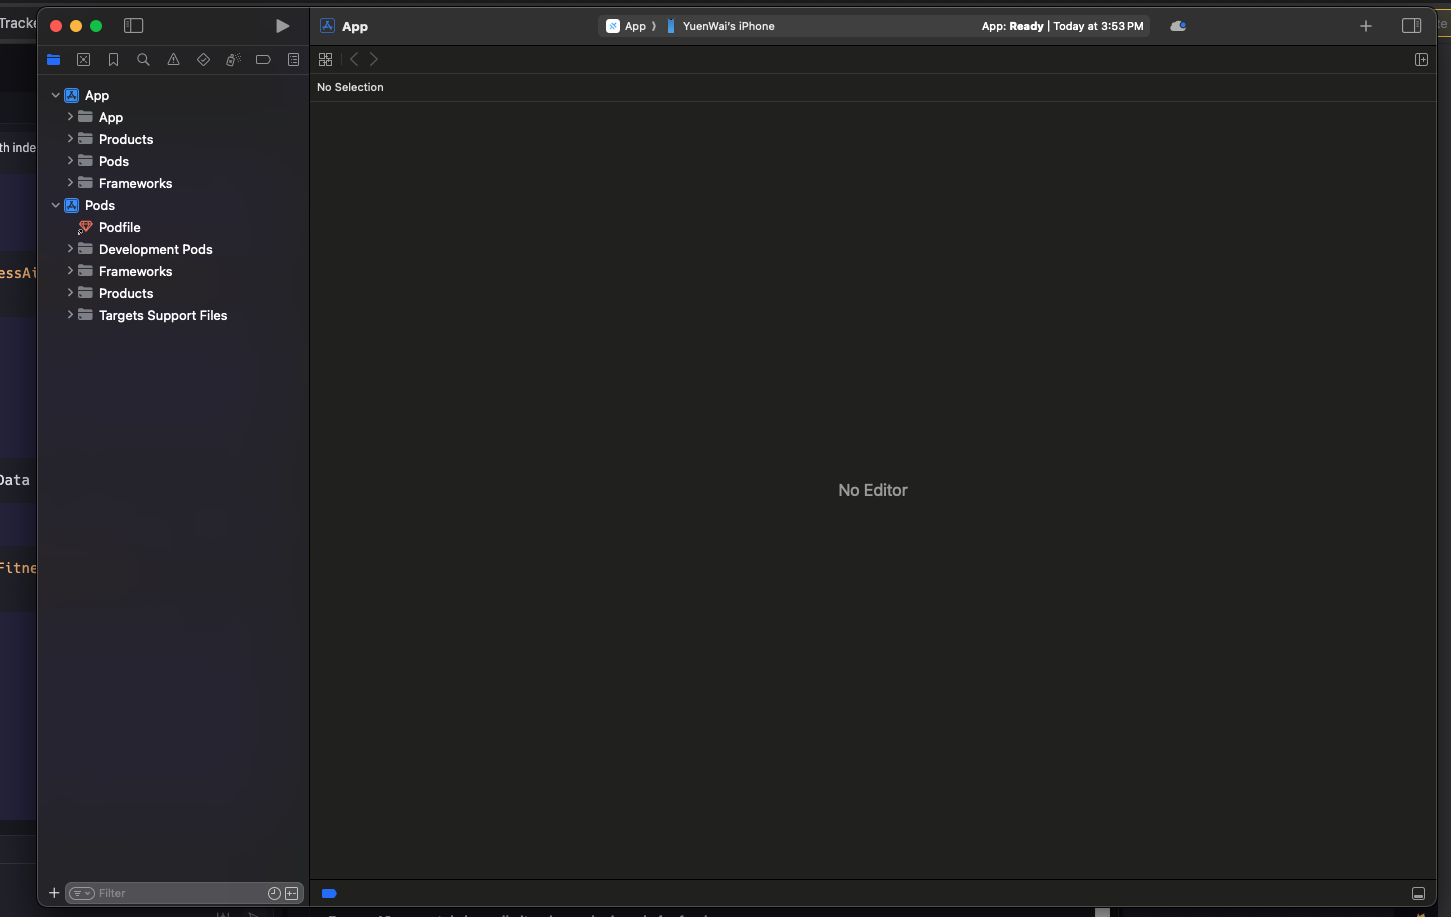 Tracke
App
App
YuenWai's iPhone
App: Ready | Today at 3:53 PM
No Selection
App
App
th inde
Products
Pods
Frameworks
Pods
Podfile
Development Pods
essAi
Frameworks
Products
Targets Support Files
Data
No Editor
Fitne
Filter